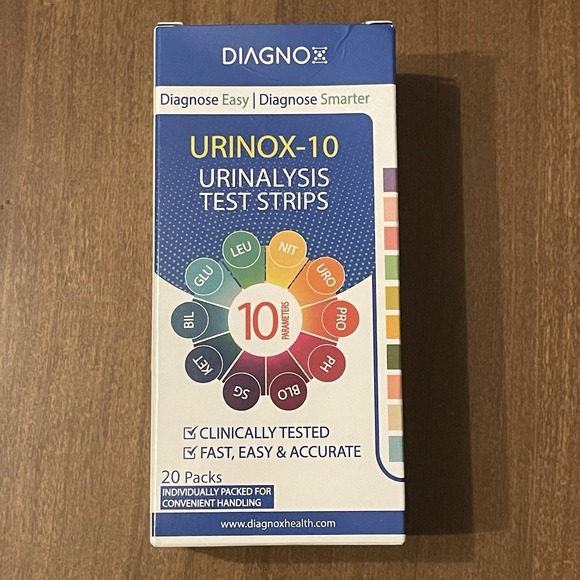 DIAGNOX
Diagnose Easy | Diagnose Smarter
URINOX-10
URINALYSIS
TEST STRIPS
LEU
NIT
GLU
URO
BIL
10
PARAMETERS
PRO
KET
PH
SG
BLO
CLINICALLY TESTED
FAST, EASY & ACCURATE
20 Packs
INDIVIDUALLY PACKED FOR
CONVENIENT HANDLING
www.diagnoxhealth.com